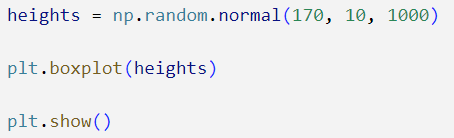 heights = np.random.normal(170, 10, 1000)
plt.boxplot(heights)
plt.show()